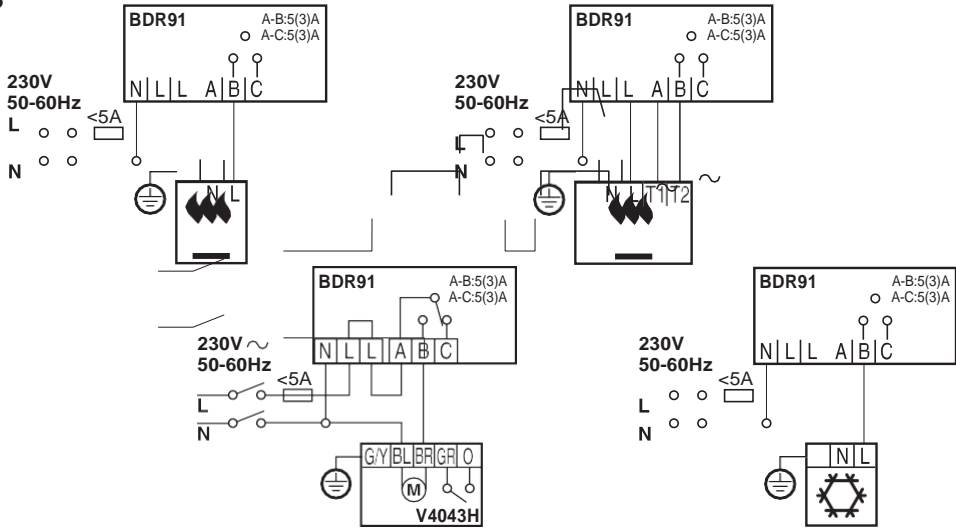 BDR91
A-B:5(3)A
A-C:5(3)A
N L L A B C
230V
50-60Hz
<5A
L
N
N L
BDR91
A-B:5(3)A
A-C:5(3)A
N L L A B C
230V
50-60Hz
<5A
L
N
N L T1 T2
BDR91
A-B:5(3)A
A-C:5(3)A
N L L A B C
230V
50-60Hz
<5A
L
N
G/Y BL BR GR O
M
V4043H
BDR91
A-B:5(3)A
A-C:5(3)A
N L L A B C
230V
50-60Hz
<5A
L
N
N L